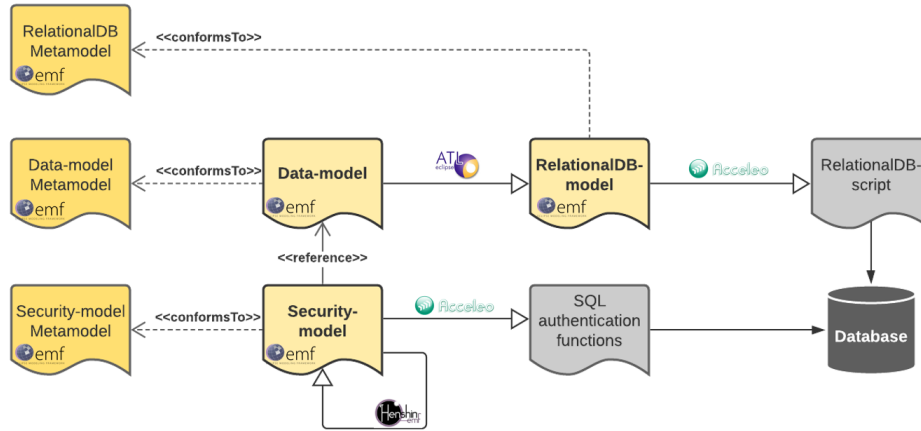 RelationalDB
Metamodel
emf
<<conformsTo>>
Data-model
Metamodel
emf
<<conformsTo>>
Data-model
emf
ATL
eclipse
RelationalDB-
model
emf
Acceleo
RelationalDB-
script
<<reference>>
Security-model
Metamodel
emf
<<conformsTo>>
Security-
model
emf
Acceleo
SQL
authentication
functions
Database
Henshin
emf